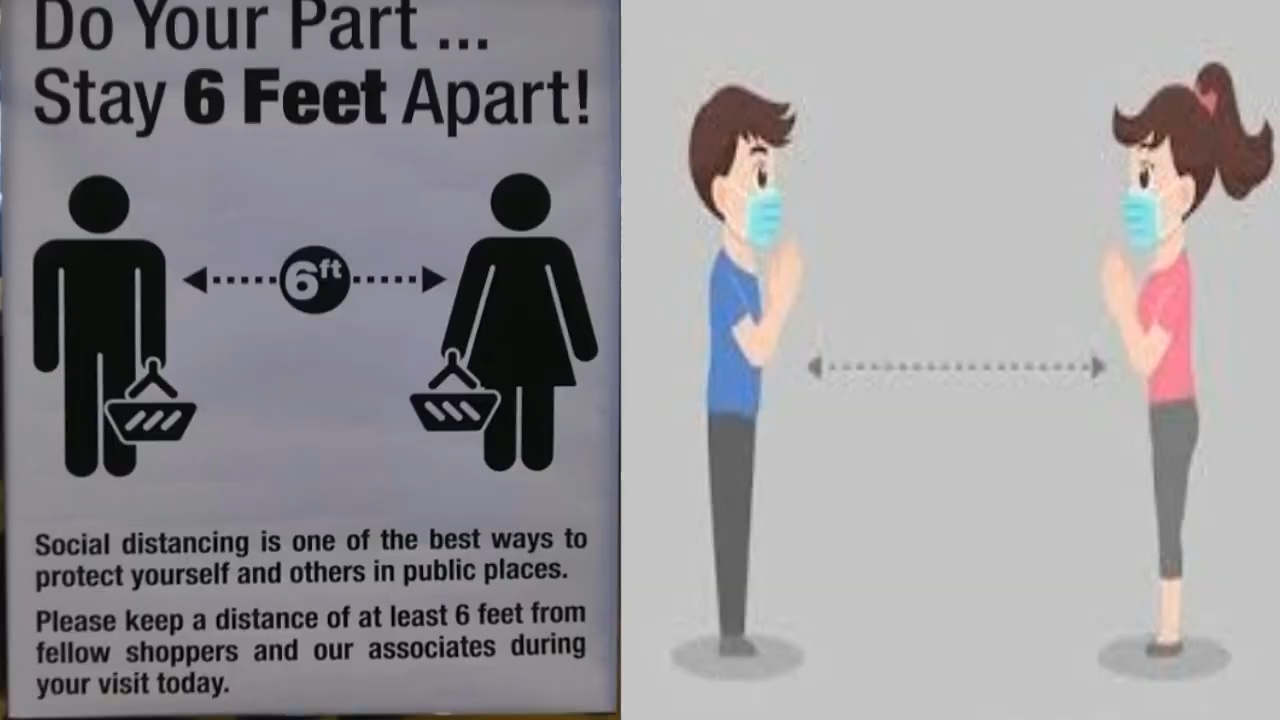 Do Your Part ...
Stay 6 Feet Apart!
6ft
Social distancing is one of the best ways to
protect yourself and others in public places.
Please keep a distance of at least 6 feet from
fellow shoppers and our associates during
your visit today.